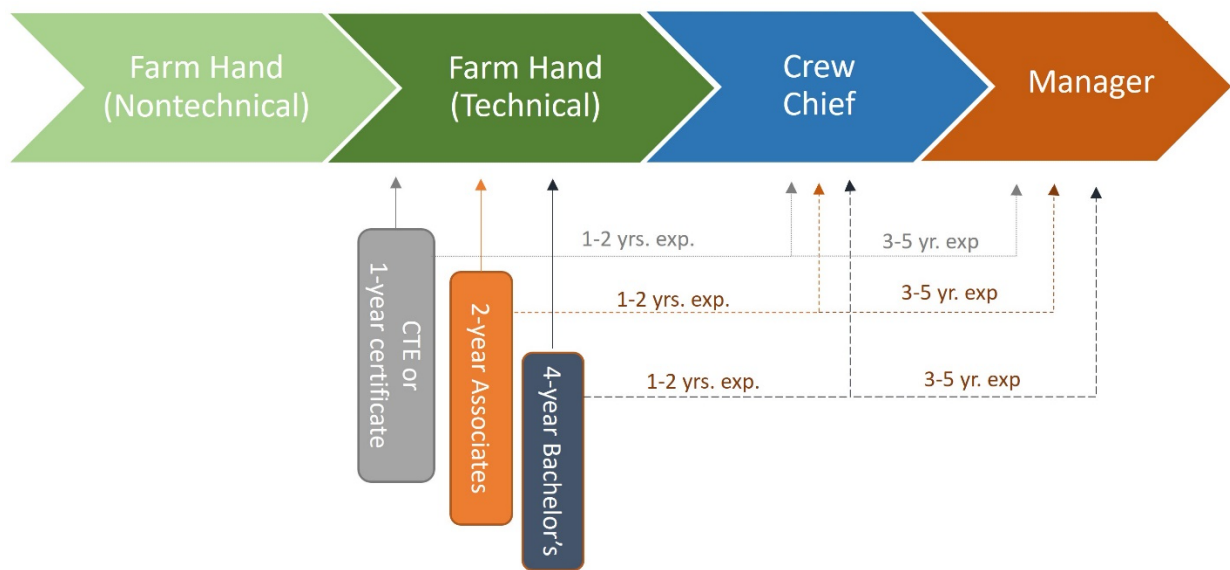 Farm Hand
(Nontechnical)
Farm Hand
(Technical)
Crew
Chief
Manager
1-2 yrs. exp.
3-5 yr. exp
1-2 yrs. exp.
3-5 yr. exp
1-2 yrs. exp.
3-5 yr. exp
CTE or
1-year certificate
2-year Associates
4-year Bachelor’s